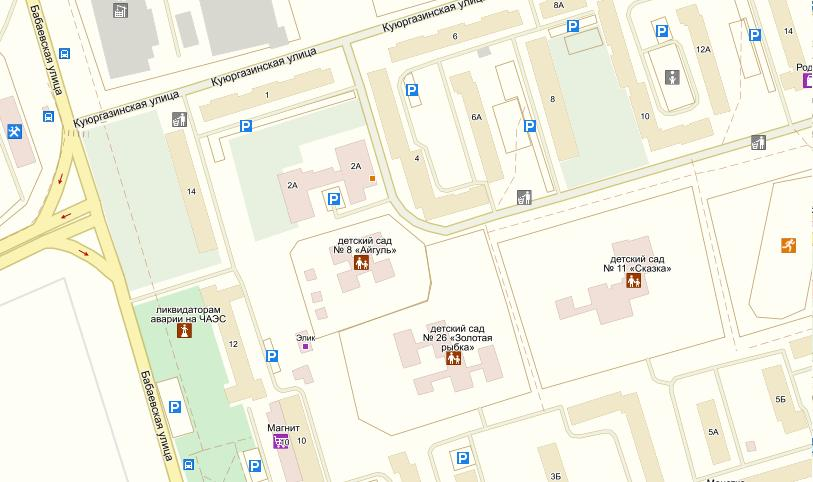 Бабаевская улица
Куюргазинская улица
Куюргазинская улица
Куюргазинская улица
8А
6
12А
14
Род
1
P
P
P
P
P
4
6А
8
10
14
2А
2А
P
P
детский сад
№ 8 «Айгуль»
детский сад
№ 11 «Сказка»
ликвидаторам
аварии на ЧАЭС
детский сад
№ 26 «Золотая
рыбка»
Элик
12
P
Бабаевская улица
P
Магнит
10
10
5А
5Б
P
P
3Б